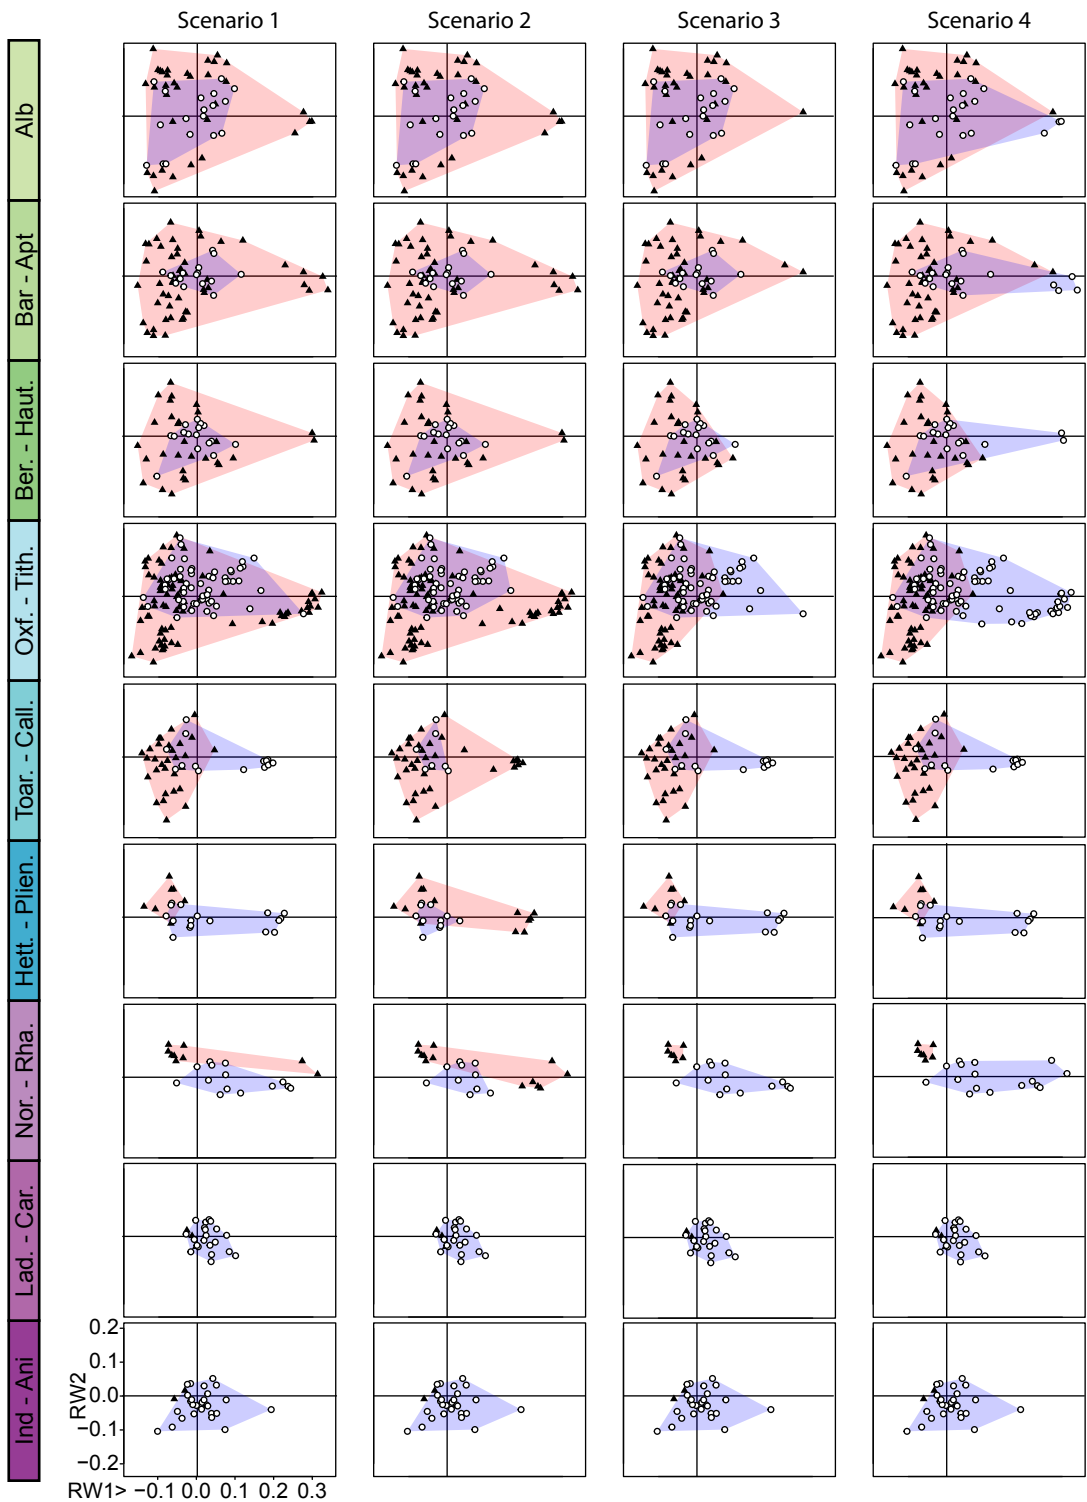 Scenario 1 Scenario 2 Scenario 3 Scenario 4
Alb
Bar - Apt
Ber. - Haut.
Oxf. - Tith.
Toar. - Call.
Hett. - Plien.
Nor. - Rha.
Lad. - Car.
Ind - Ani
RW2
0.2
0.1
0.0
−0.1
−0.2
RW1> −0.1 0.0 0.1 0.2 0.3